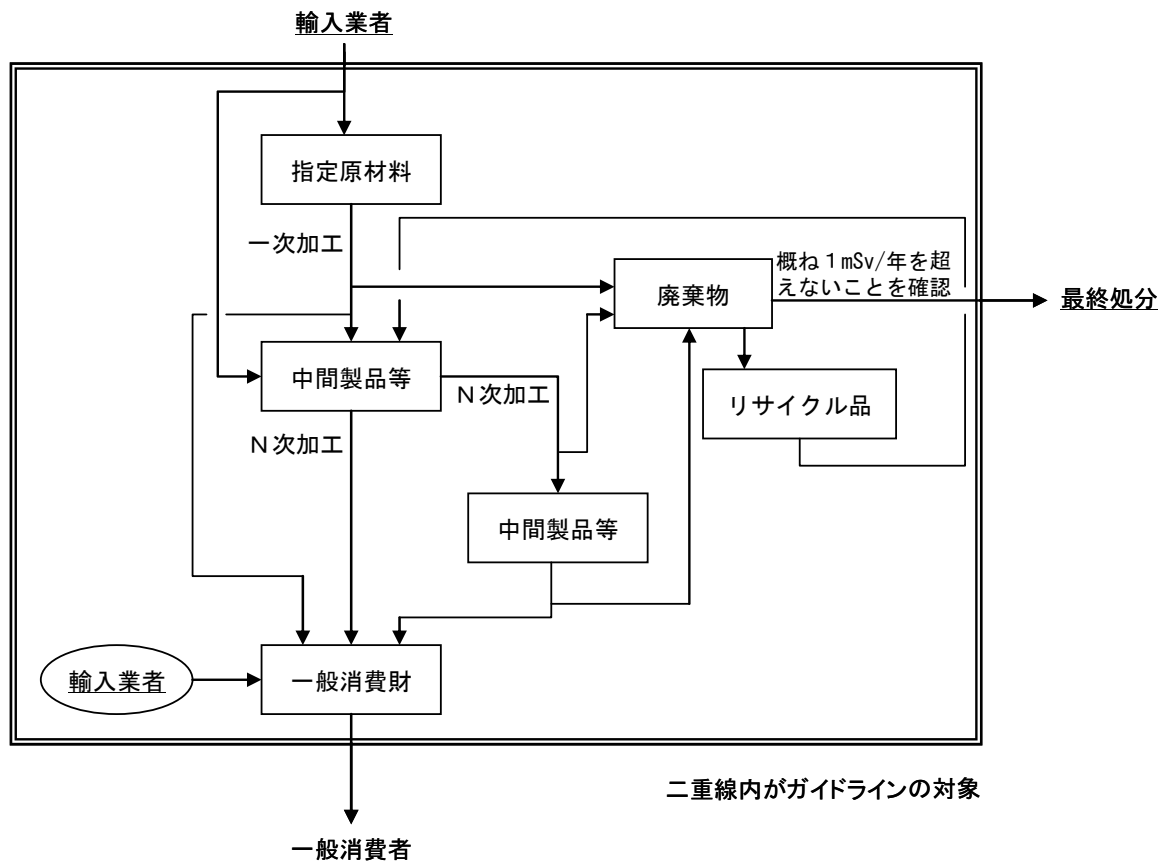 輸入業者
指定原材料
一次加工
概ね１mSv/年を超
えないことを確認
廃棄物
最終処分
中間製品等
Ｎ次加工
リサイクル品
Ｎ次加工
中間製品等
輸入業者
一般消費財
二重線内がガイドラインの対象
一般消費者